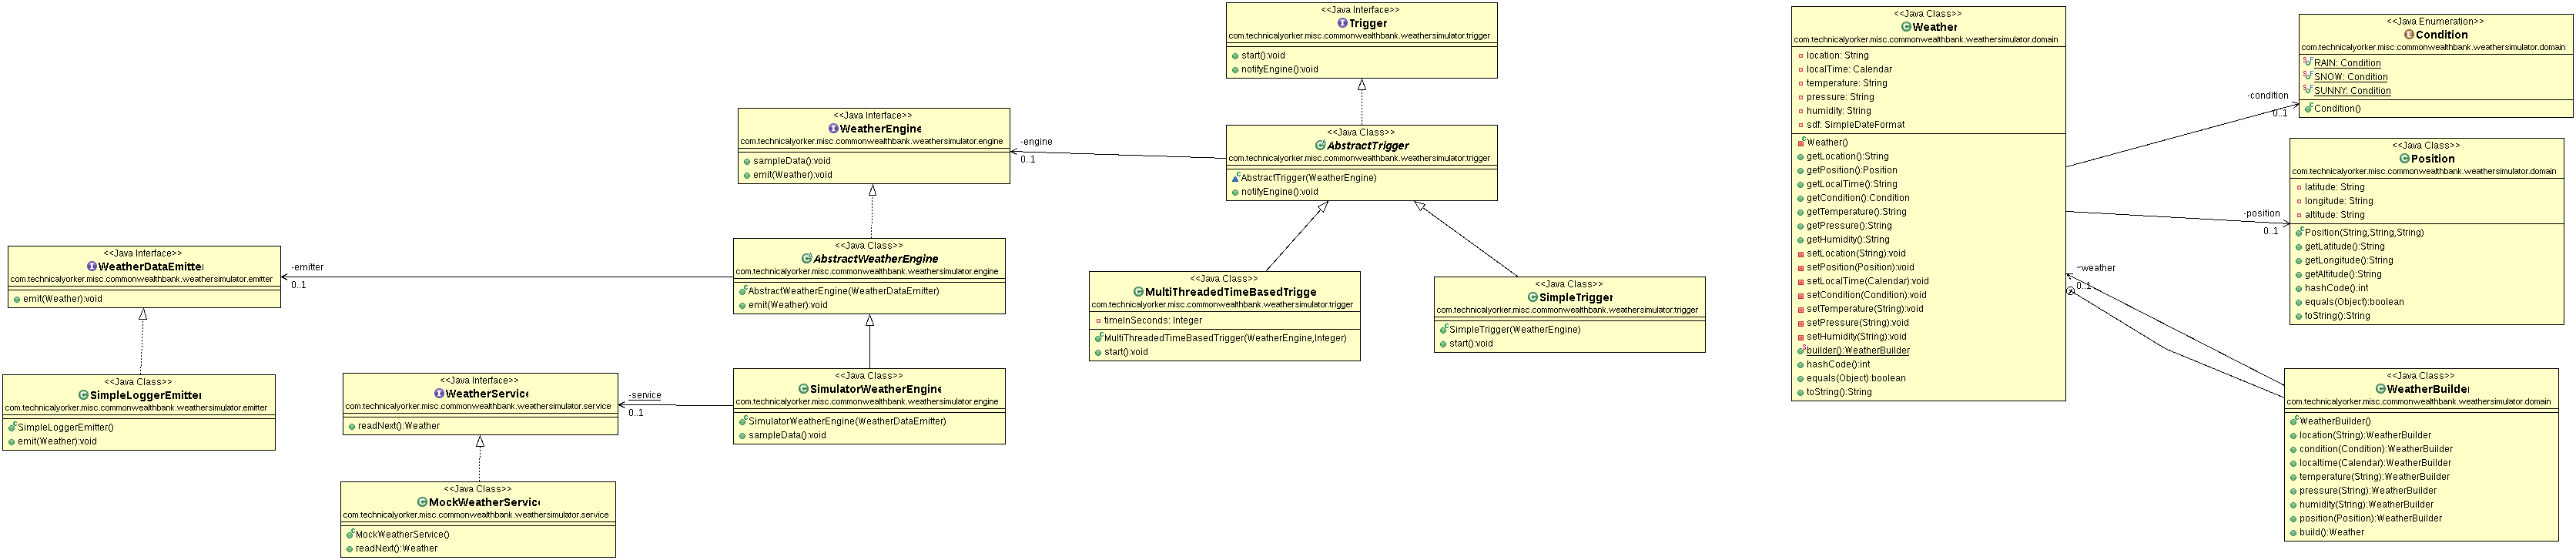 <<Java Interface>>
Trigger
com.technicalyorker.misc.commonwealthbank.weathersimulator.trigger
start():void
notifyEngine():void
<<Java Interface>>
WeatherEngine
com.technicalyorker.misc.commonwealthbank.weathersimulator.engine
sampleData():void
emit(Weather):void
-engine
0..1
<<Java Class>>
AbstractTrigger
com.technicalyorker.misc.commonwealthbank.weathersimulator.trigger
AbstractTrigger(WeatherEngine)
notifyEngine():void
<<Java Interface>>
WeatherDataEmitter
com.technicalyorker.misc.commonwealthbank.weathersimulator.emitter
emit(Weather):void
-emitter
0..1
<<Java Class>>
AbstractWeatherEngine
com.technicalyorker.misc.commonwealthbank.weathersimulator.engine
AbstractWeatherEngine(WeatherDataEmitter)
emit(Weather):void
<<Java Class>>
MultiThreadedTimeBasedTrigge
com.technicalyorker.misc.commonwealthbank.weathersimulator.trigger
timeInSeconds: Integer
MultiThreadedTimeBasedTrigger(WeatherEngine,Integer)
start():void
<<Java Class>>
SimpleTrigger
com.technicalyorker.misc.commonwealthbank.weathersimulator.trigger
SimpleTrigger(WeatherEngine)
start():void
<<Java Class>>
SimpleLoggerEmitter
com.technicalyorker.misc.commonwealthbank.weathersimulator.emitter
SimpleLoggerEmitter()
emit(Weather):void
<<Java Interface>>
WeatherService
com.technicalyorker.misc.commonwealthbank.weathersimulator.service
readNext():Weather
-service
0..1
<<Java Class>>
SimulatorWeatherEngine
com.technicalyorker.misc.commonwealthbank.weathersimulator.engine
SimulatorWeatherEngine(WeatherDataEmitter)
sampleData():void
<<Java Class>>
MockWeatherService
com.technicalyorker.misc.commonwealthbank.weathersimulator.service
MockWeatherService()
readNext():Weather
<<Java Class>>
Weather
com.technicalyorker.misc.commonwealthbank.weathersimulator.domain
location: String
localTime: Calendar
temperature: String
pressure: String
humidity: String
sdf: SimpleDateFormat
Weather()
getLocation():String
getPosition():Position
getLocalTime():String
getCondition():Condition
getTemperature():String
getPressure():String
getHumidity():String
setLocation(String):void
setPosition(Position):void
setLocalTime(Calendar):void
setCondition(Condition):void
setTemperature(String):void
setPressure(String):void
setHumidity(String):void
builder():WeatherBuilder
hashCode():int
equals(Object):boolean
toString():String
<<Java Enumeration>>
Condition
com.technicalyorker.misc.commonwealthbank.weathersimulator.domain
RAIN: Condition
SNOW: Condition
SUNNY: Condition
Condition()
-condition
0..1
<<Java Class>>
Position
com.technicalyorker.misc.commonwealthbank.weathersimulator.domain
latitude: String
longitude: String
altitude: String
Position(String,String,String)
getLatitude():String
getLongitude():String
getAltitude():String
hashCode():int
equals(Object):boolean
toString():String
-position
0..1
~weather
0..1
<<Java Class>>
WeatherBuilder
com.technicalyorker.misc.commonwealthbank.weathersimulator.domain
WeatherBuilder()
location(String):WeatherBuilder
condition(Condition):WeatherBuilder
localtime(Calendar):WeatherBuilder
temperature(String):WeatherBuilder
pressure(String):WeatherBuilder
humidity(String):WeatherBuilder
position(Position):WeatherBuilder
build():Weather